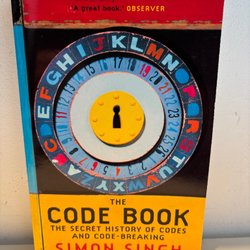 'A great book.' OBSERVER
THE
CODE BOOK
THE SECRET HISTORY OF CODES
AND CODE-BREAKING
SIMON SINGH